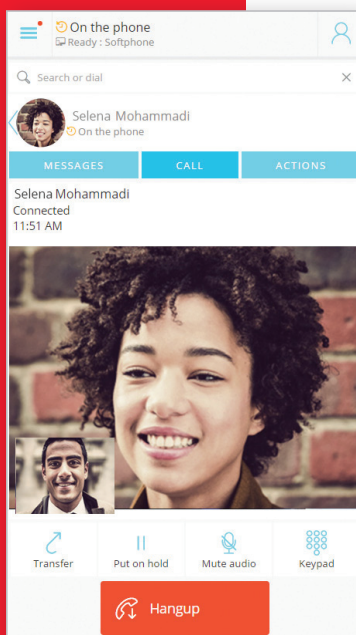 On the phone
Ready : Softphone
Search or dial
Selena Mohammadi
On the phone
MESSAGES CALL ACTIONS
Selena Mohammadi
Connected
11:51 AM
Transfer Put on hold Mute audio Keypad
Hangup